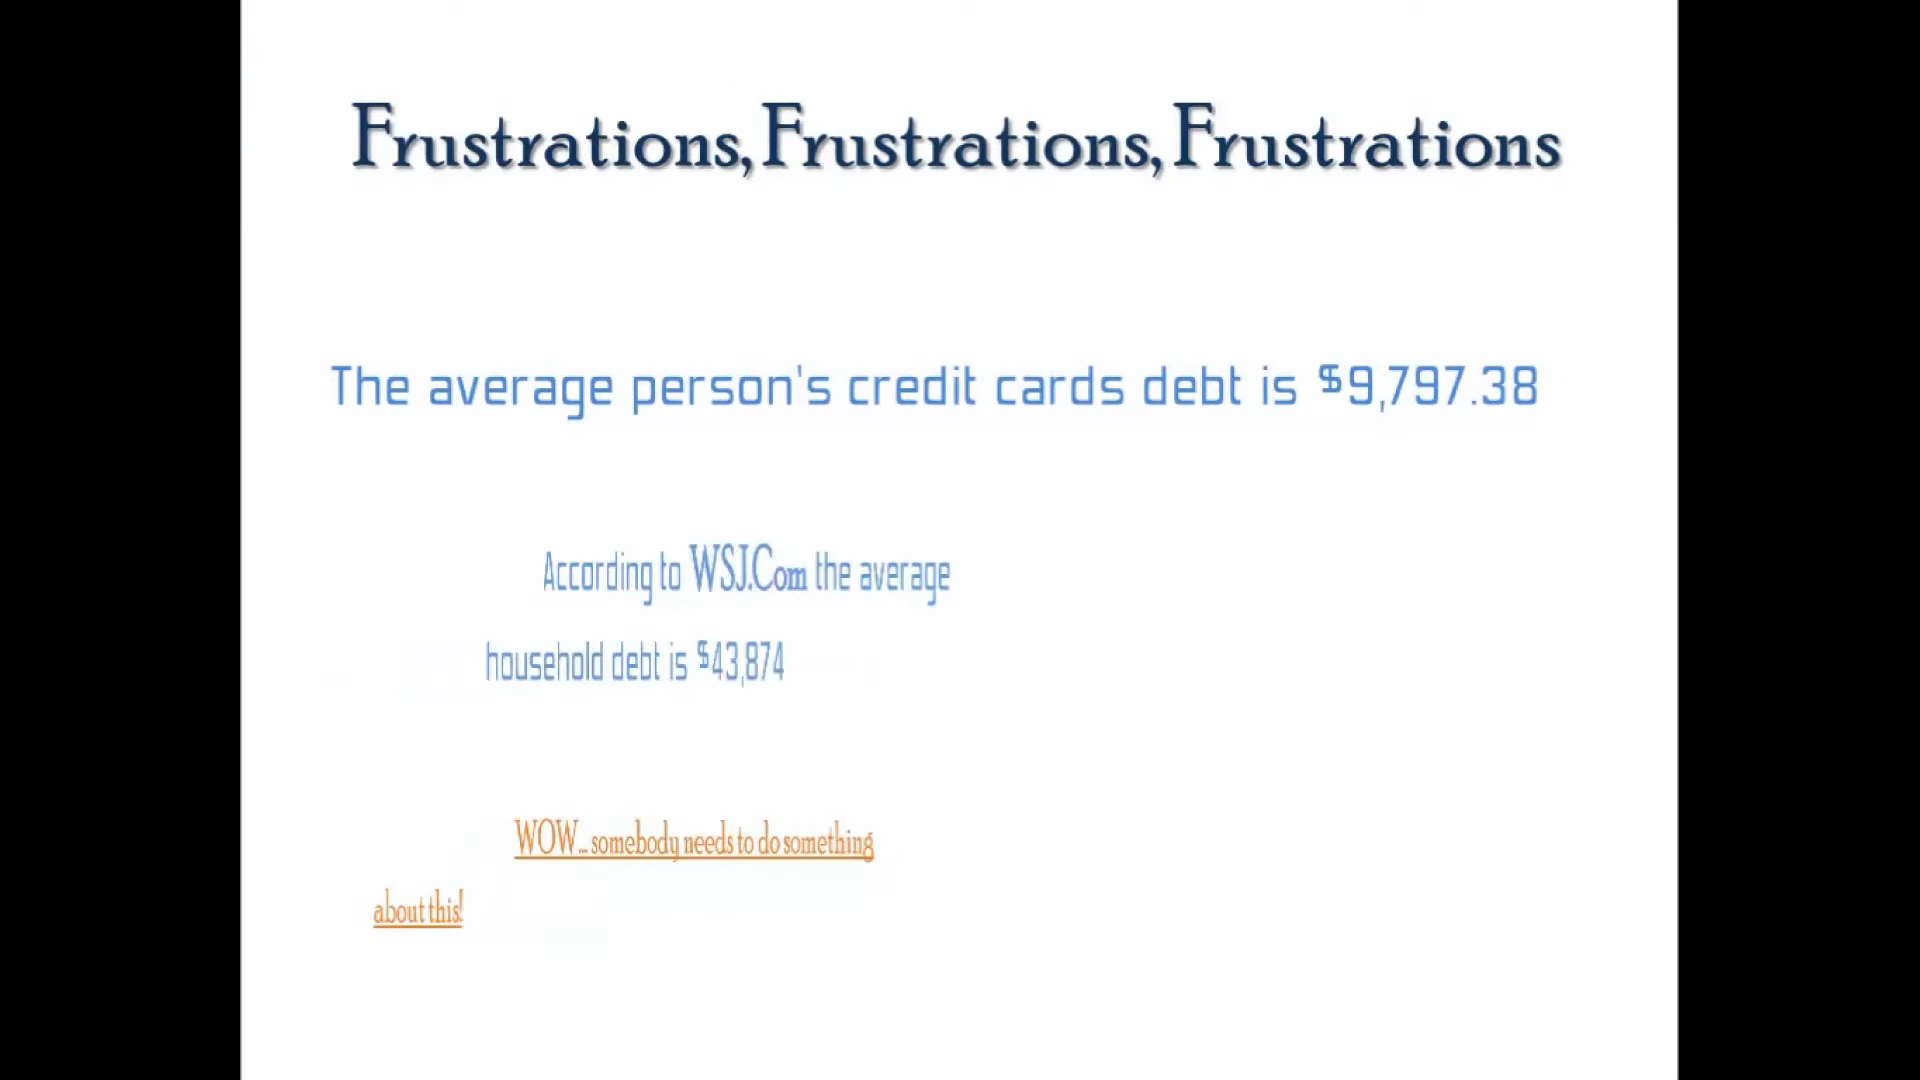 Frustrations, Frustrations, Frustrations
The average person's credit cards debt is $9,797.38
According to WSJ.Com the average
household debt is $43,874
WOW... somebody needs to do something
about this!